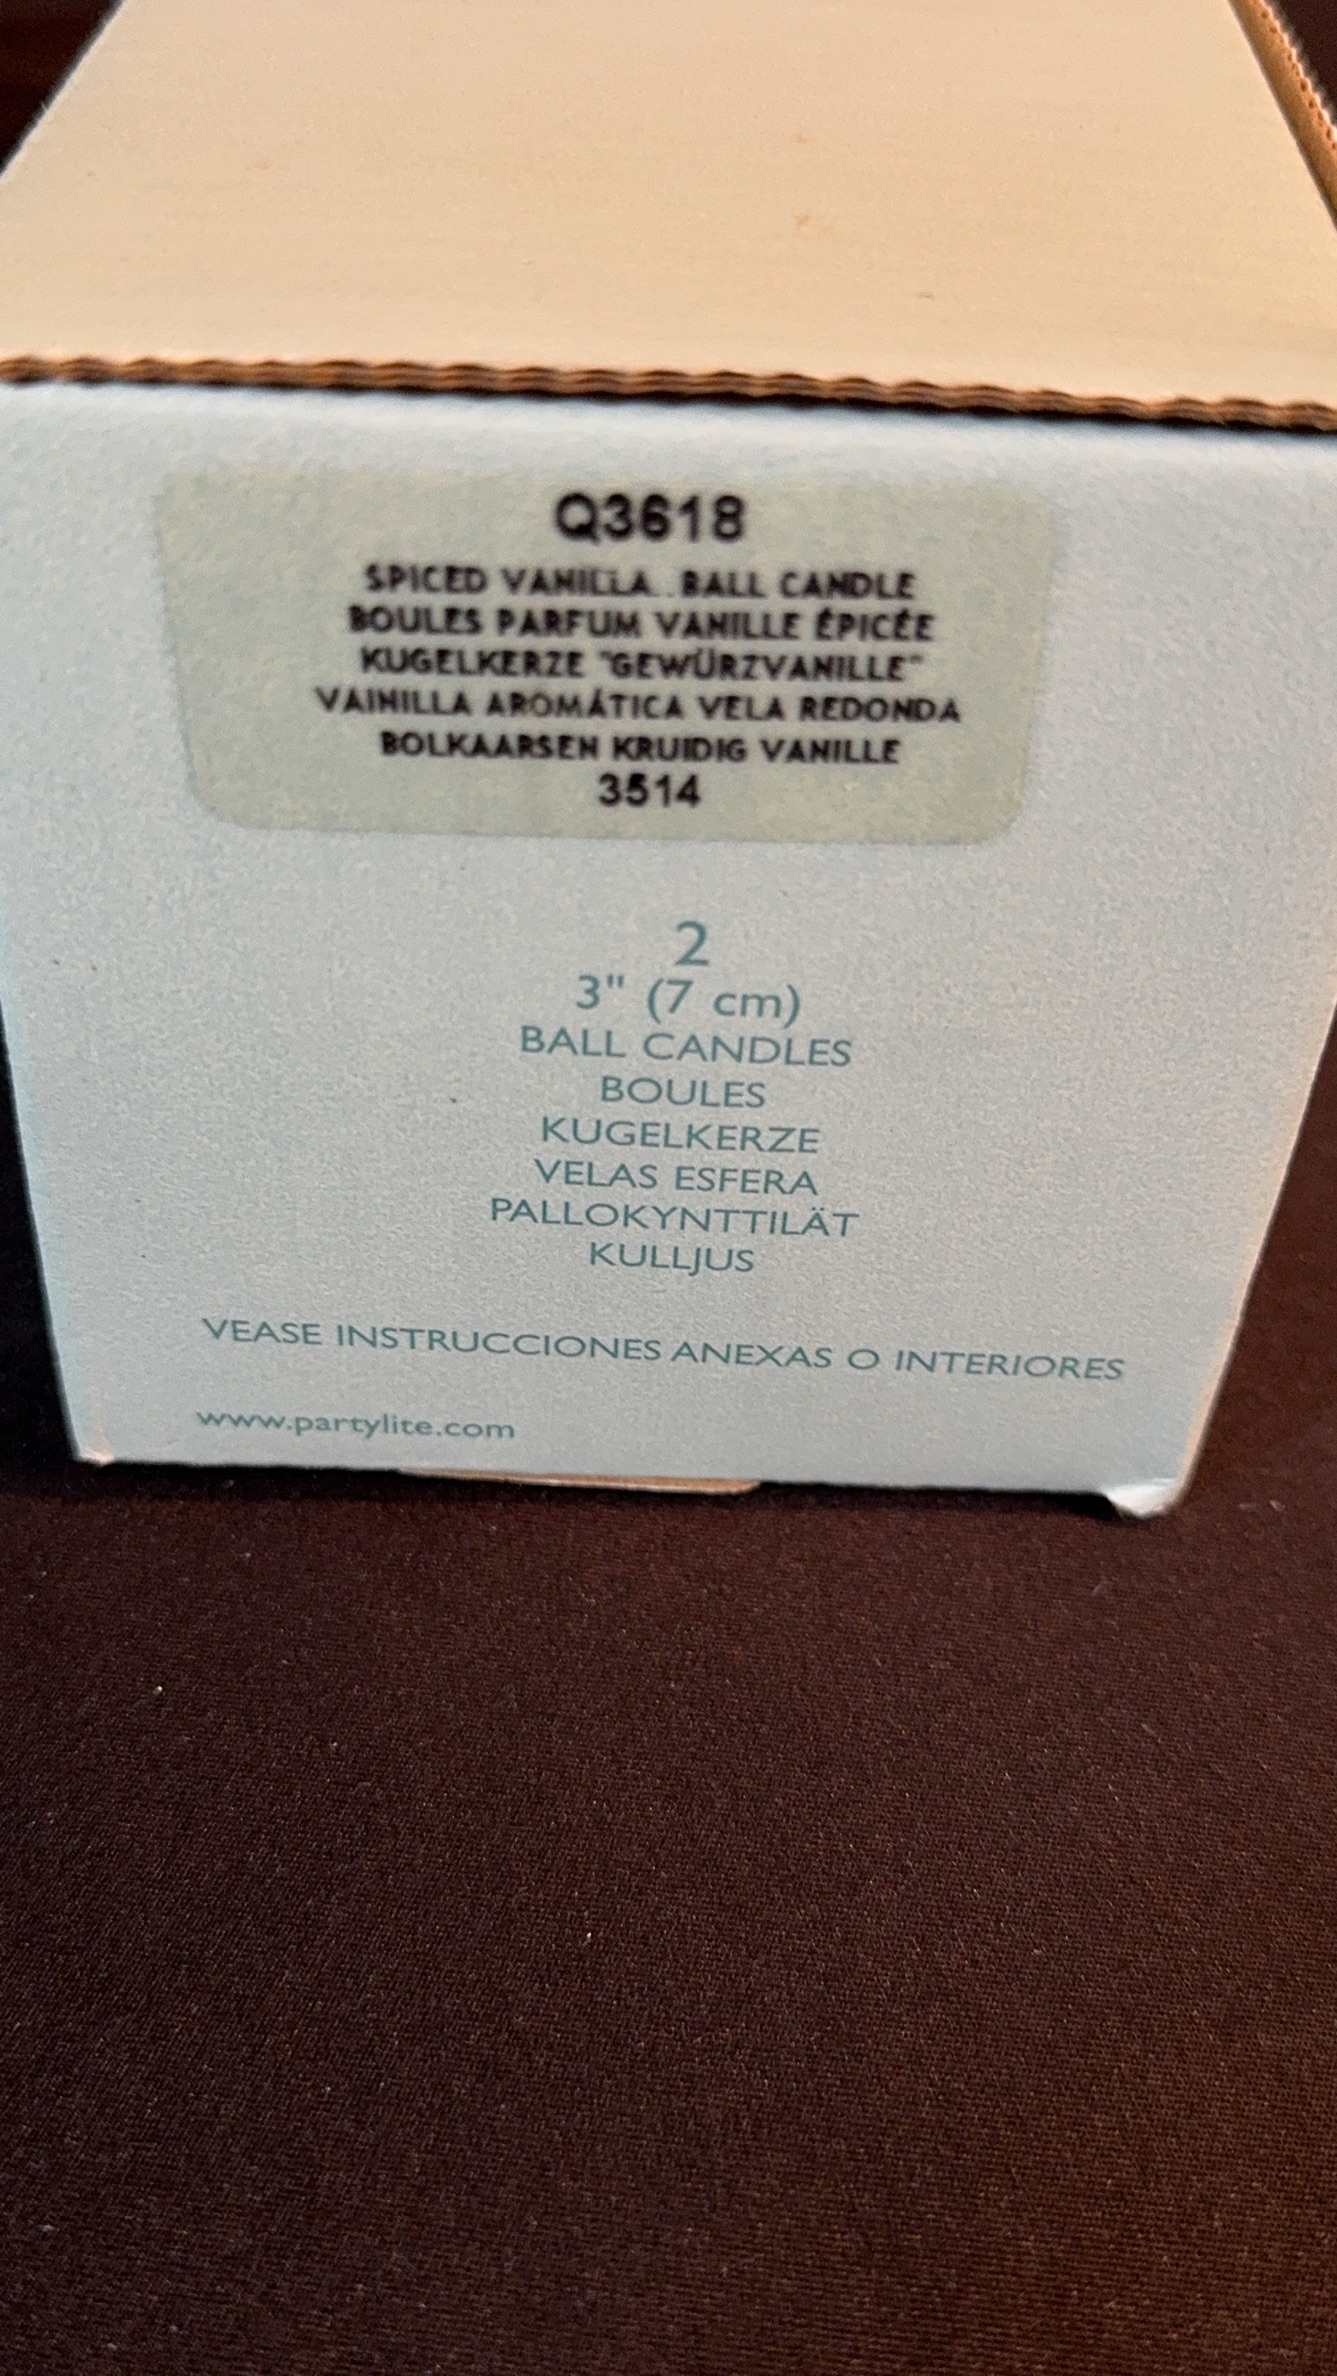 Q3618
SPICED VANILLA..BALL CANDLE
BOULES PARFUM VANILLE ÉPICÉE
KUGELKERZE "GEWÜRZVANILLE"
VAINILLA AROMÁTICA VELA REDONDA
BOLKAARSEN KRUIDIG VANILLE
3514
2
3" (7 cm)
BALL CANDLES
BOULES
KUGELKERZE
VELAS ESFERA
PALLOKYNTTILÄT
KULLJUS
VEASE INSTRUCCIONES ANEXAS O INTERIORES
www.partylite.com